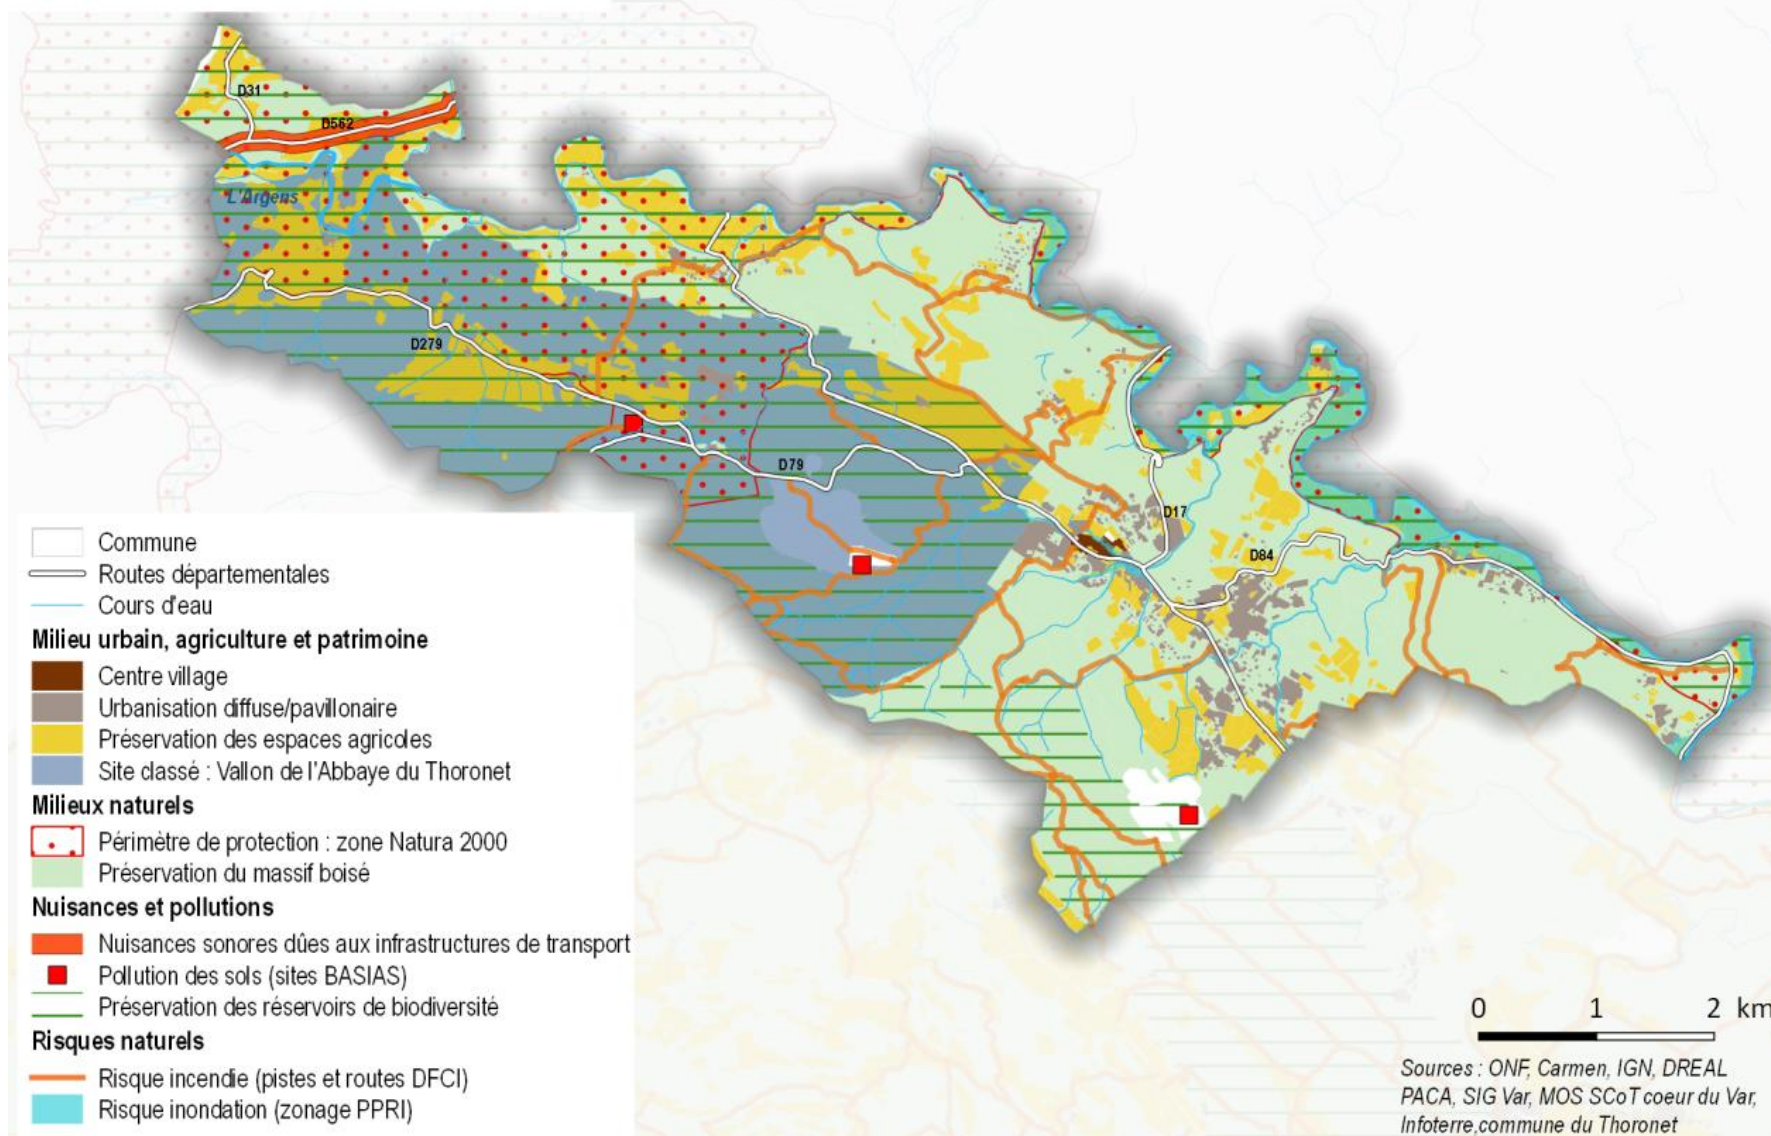 D31
D562
L'Argens
D279
D79
D17
D84
Commune
Routes départementales
Cours d'eau
Milieu urbain, agriculture et patrimoine
Centre village
Urbanisation diffuse/pavillonaire
Préservation des espaces agricoles
Site classé : Vallon de l'Abbaye du Thoronet
Milieux naturels
Périmètre de protection : zone Natura 2000
Préservation du massif boisé
Nuisances et pollutions
Nuisances sonores dûes aux infrastructures de transport
Pollution des sols (sites BASIAS)
Préservation des réservoirs de biodiversité
Risques naturels
Risque incendie (pistes et routes DFCI)
Risque inondation (zonage PPRI)
0 1 2 km
Sources : ONF, Carmen, IGN, DREAL
PACA, SIG Var, MOS SCoT coeur du Var,
Infoterre,commune du Thoronet